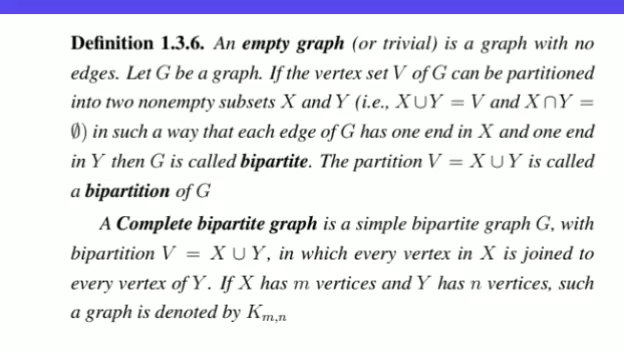 Definition 1.3.6. An empty graph (or trivial) is a graph with no
edges. Let G be a graph. If the vertex set V of G can be partitioned
into two nonempty subsets X and Y (i.e., X∪Y = V and X∩Y =
∅) in such a way that each edge of G has one end in X and one end
in Y then G is called bipartite. The partition V = X ∪ Y is called
a bipartition of G
A Complete bipartite graph is a simple bipartite graph G, with
bipartition V = X ∪ Y, in which every vertex in X is joined to
every vertex of Y. If X has m vertices and Y has n vertices, such
a graph is denoted by Kₘ,ₙ